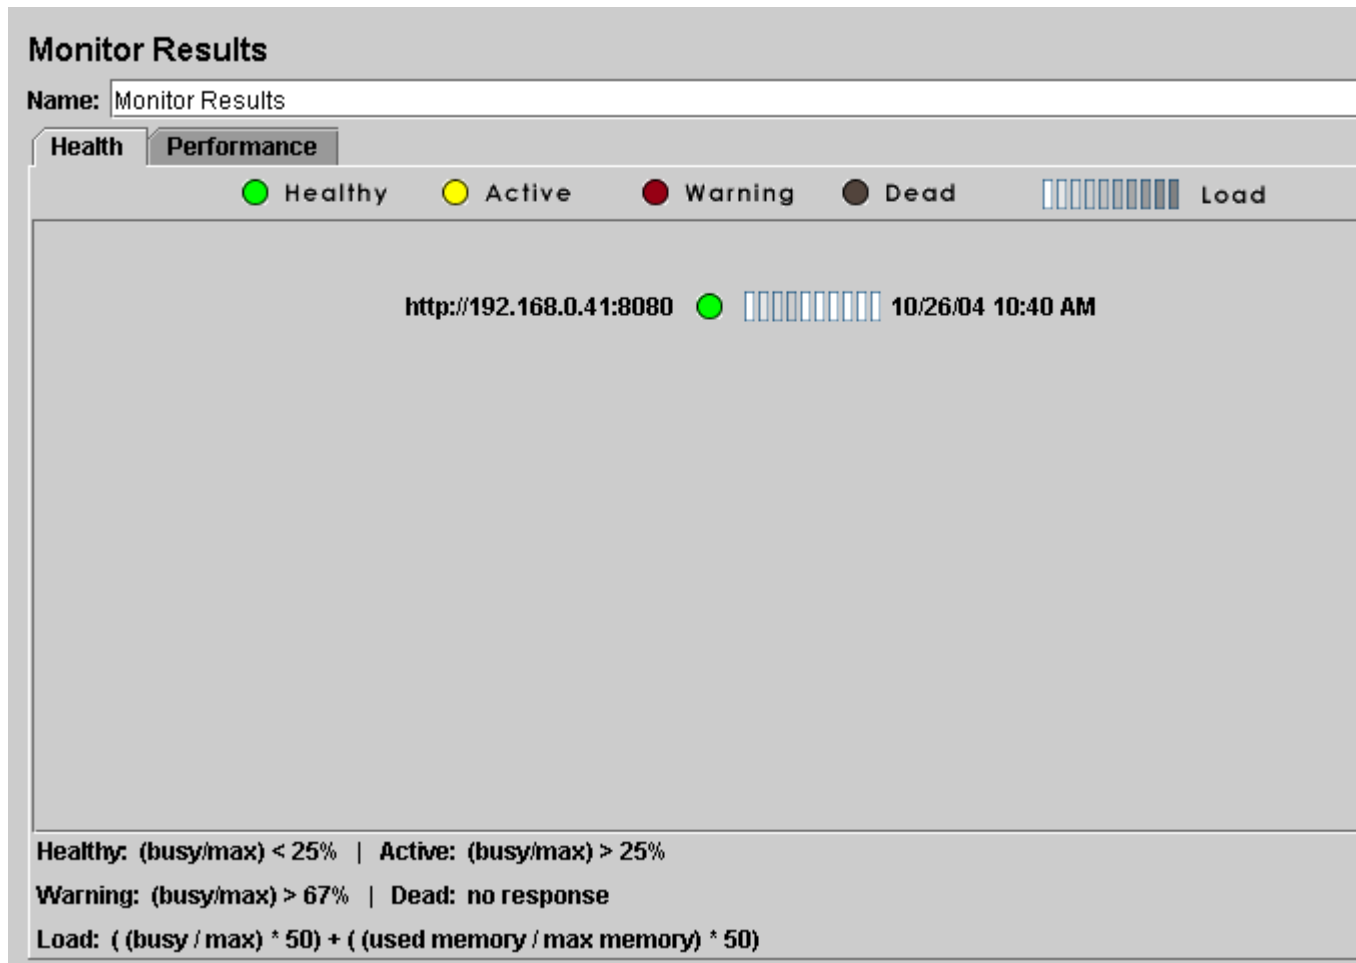 Monitor Results
Name: Monitor Results
Health Performance
Healthy Active Warning Dead Load
http://192.168.0.41:8080 10/26/04 10:40 AM
Healthy: (busy/max) < 25% | Active: (busy/max) > 25%
Warning: (busy/max) > 67% | Dead: no response
Load: ( (busy / max) * 50) + ( (used memory / max memory) * 50)